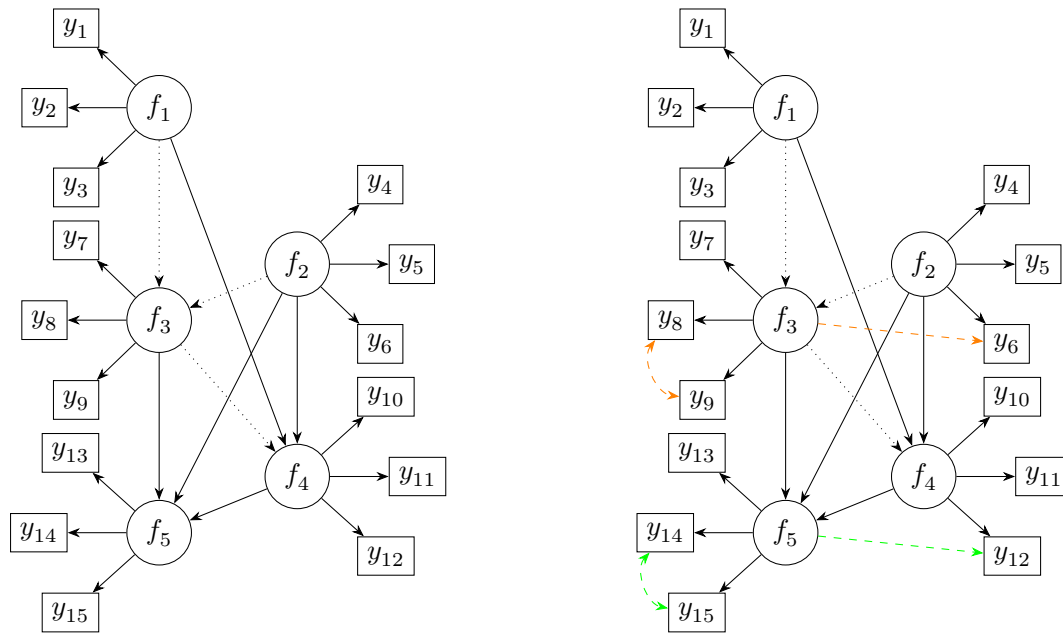 y₁
y₂
f₁
y₃
y₄
y₇
f₂
y₅
y₈
f₃
y₆
y₉
y₁₀
y₁₃
f₄
y₁₁
y₁₄
f₅
y₁₂
y₁₅
y₁
y₂
f₁
y₃
y₄
y₇
f₂
y₅
y₈
f₃
y₆
y₉
y₁₀
y₁₃
f₄
y₁₁
y₁₄
f₅
y₁₂
y₁₅